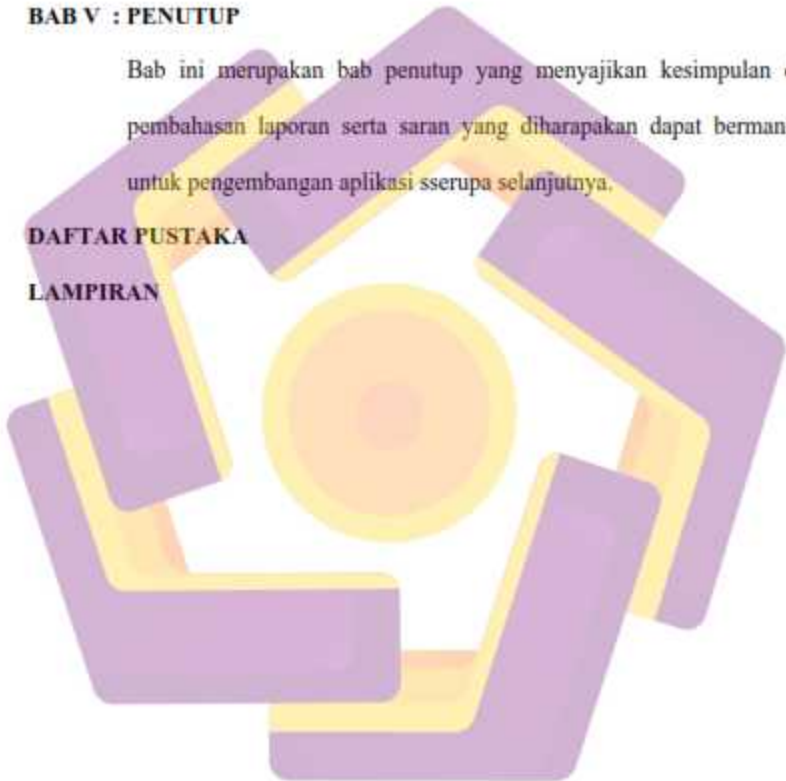 BAB V : PENUTUP
Bab ini merupakan bab penutup yang menyajikan kesimpulan
pembahasan laporan serta saran yang diharapakan dapat
untuk pengembangan aplikasi sserupa selanjutnya.
DAFTAR PUSTAKA
LAMPIRAN